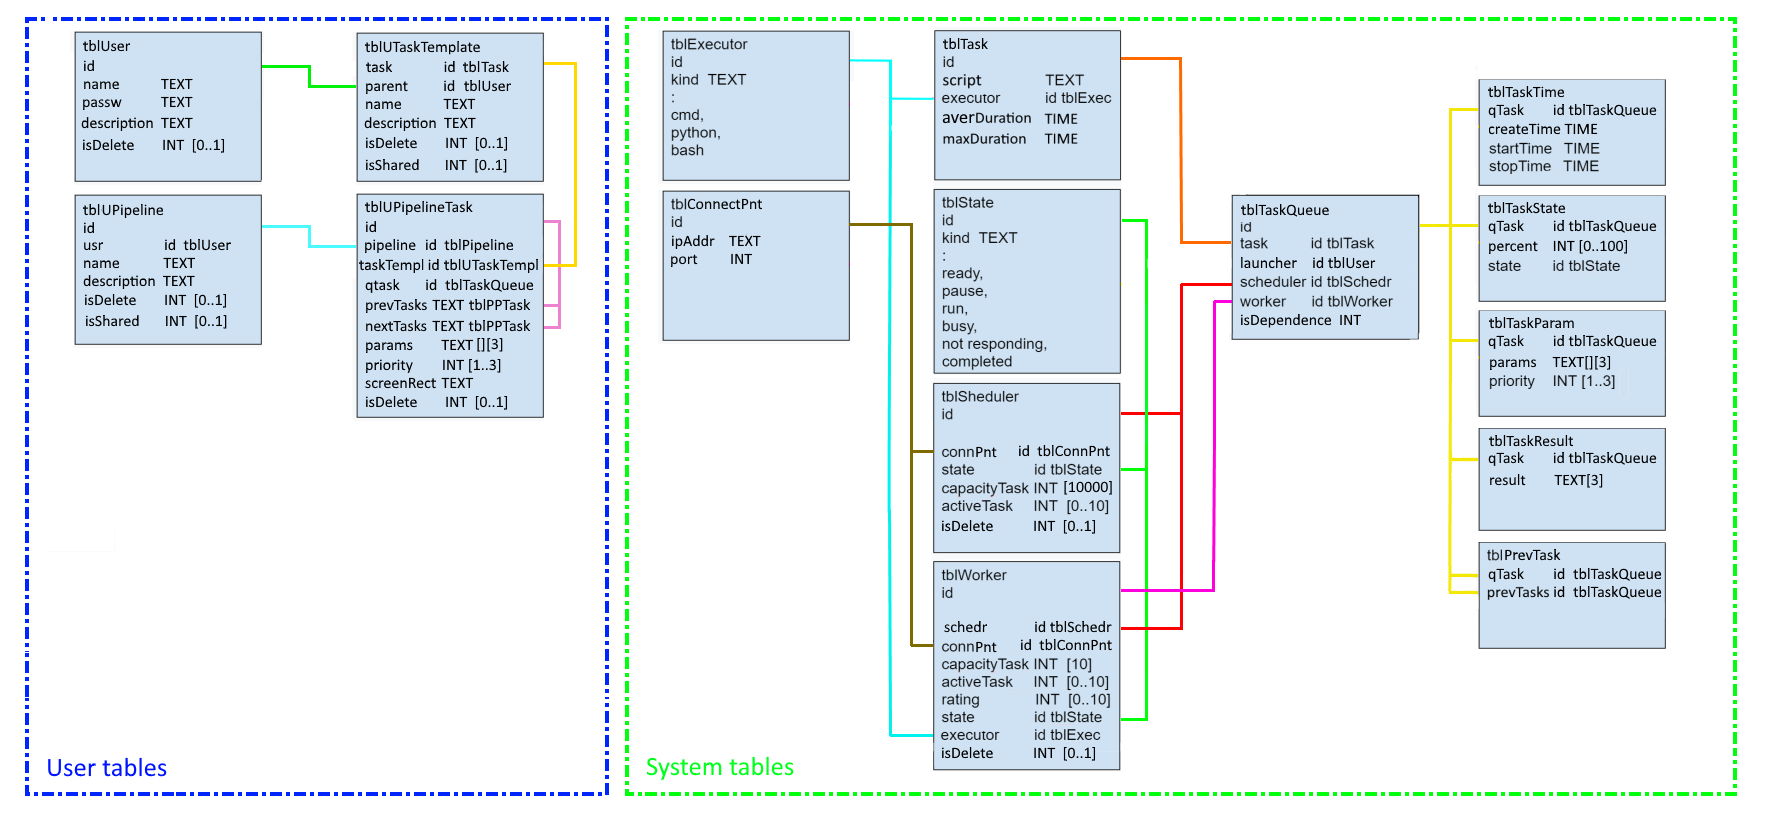 tblUser
id
name TEXT
passw TEXT
description TEXT
isDelete INT [0..1]
tblUTaskTemplate
task id tblTask
parent id tblUser
name TEXT
description TEXT
isDelete INT [0..1]
isShared INT [0..1]
tblUPipeline
id
usr id tblUser
name TEXT
description TEXT
isDelete INT [0..1]
isShared INT [0..1]
tblUPipelineTask
id
pipeline id tblPipeline
taskTempl id tblUTaskTempl
qtask id tblTaskQueue
prevTasks TEXT tblPPTask
nextTasks TEXT tblPPTask
params TEXT [][3]
priority INT [1..3]
screenRect TEXT
isDelete INT [0..1]
User tables
tblExecutor
id
kind TEXT
:
cmd,
python,
bash
tblConnectPnt
id
ipAddr TEXT
port INT
tblTask
id
script TEXT
executor id tblExec
averDuration TIME
maxDuration TIME
tblState
id
kind TEXT
:
ready,
pause,
run,
busy,
not responding,
completed
tblSheduler
id
connPnt id tblConnPnt
state id tblState
capacityTask INT [10000]
activeTask INT [0..10]
isDelete INT [0..1]
tblWorker
id
schedr id tblSchedr
connPnt id tblConnPnt
capacityTask INT [10]
activeTask INT [0..10]
rating INT [0..10]
state id tblState
executor id tblExec
isDelete INT [0..1]
tblTaskQueue
id
task id tblTask
launcher id tblUser
scheduler id tblSchedr
worker id tblWorker
isDependence INT
tblTaskTime
qTask id tblTaskQueue
createTime TIME
startTime TIME
stopTime TIME
tblTaskState
qTask id tblTaskQueue
percent INT [0..100]
state id tblState
tblTaskParam
qTask id tblTaskQueue
params TEXT[][3]
priority INT [1..3]
tblTaskResult
qTask id tblTaskQueue
result TEXT[3]
tblPrevTask
qTask id tblTaskQueue
prevTasks id tblTaskQueue
System tables